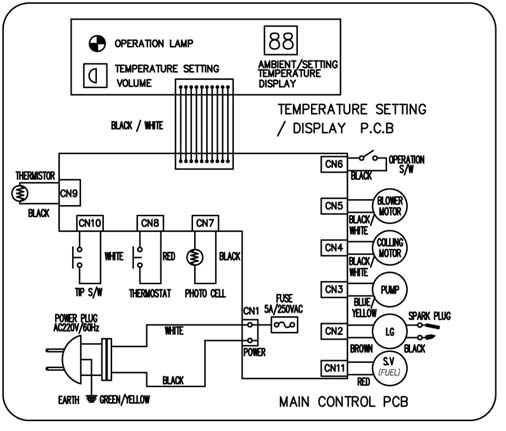 OPERATION LAMP
88
TEMPERATURE SETTING
VOLUME
AMBIENT/SETTING
TEMPERATURE
DISPLAY
BLACK / WHITE
TEMPERATURE SETTING
/ DISPLAY P.C.B
THERMISTOR
CN9
BLACK
CN6
OPERATION
S/W
BLACK
CN5
BLOWER
MOTOR
BLACK/
WHITE
CN4
COLLING
MOTOR
BLACK/
WHITE
CN10
CN8
CN7
WHITE
RED
BLACK
TIP S/W
THERMOSTAT
PHOTO CELL
CN3
PUMP
BLUE/
YELLOW
FUSE
5A/250VAC
CN1
POWER PLUG
AC220V/60Hz
WHITE
POWER
CN2
I.G
SPARK PLUG
BROWN
BLACK
CN11
S.V
(FUEL)
RED
BLACK
EARTH
GREEN/YELLOW
MAIN CONTROL PCB